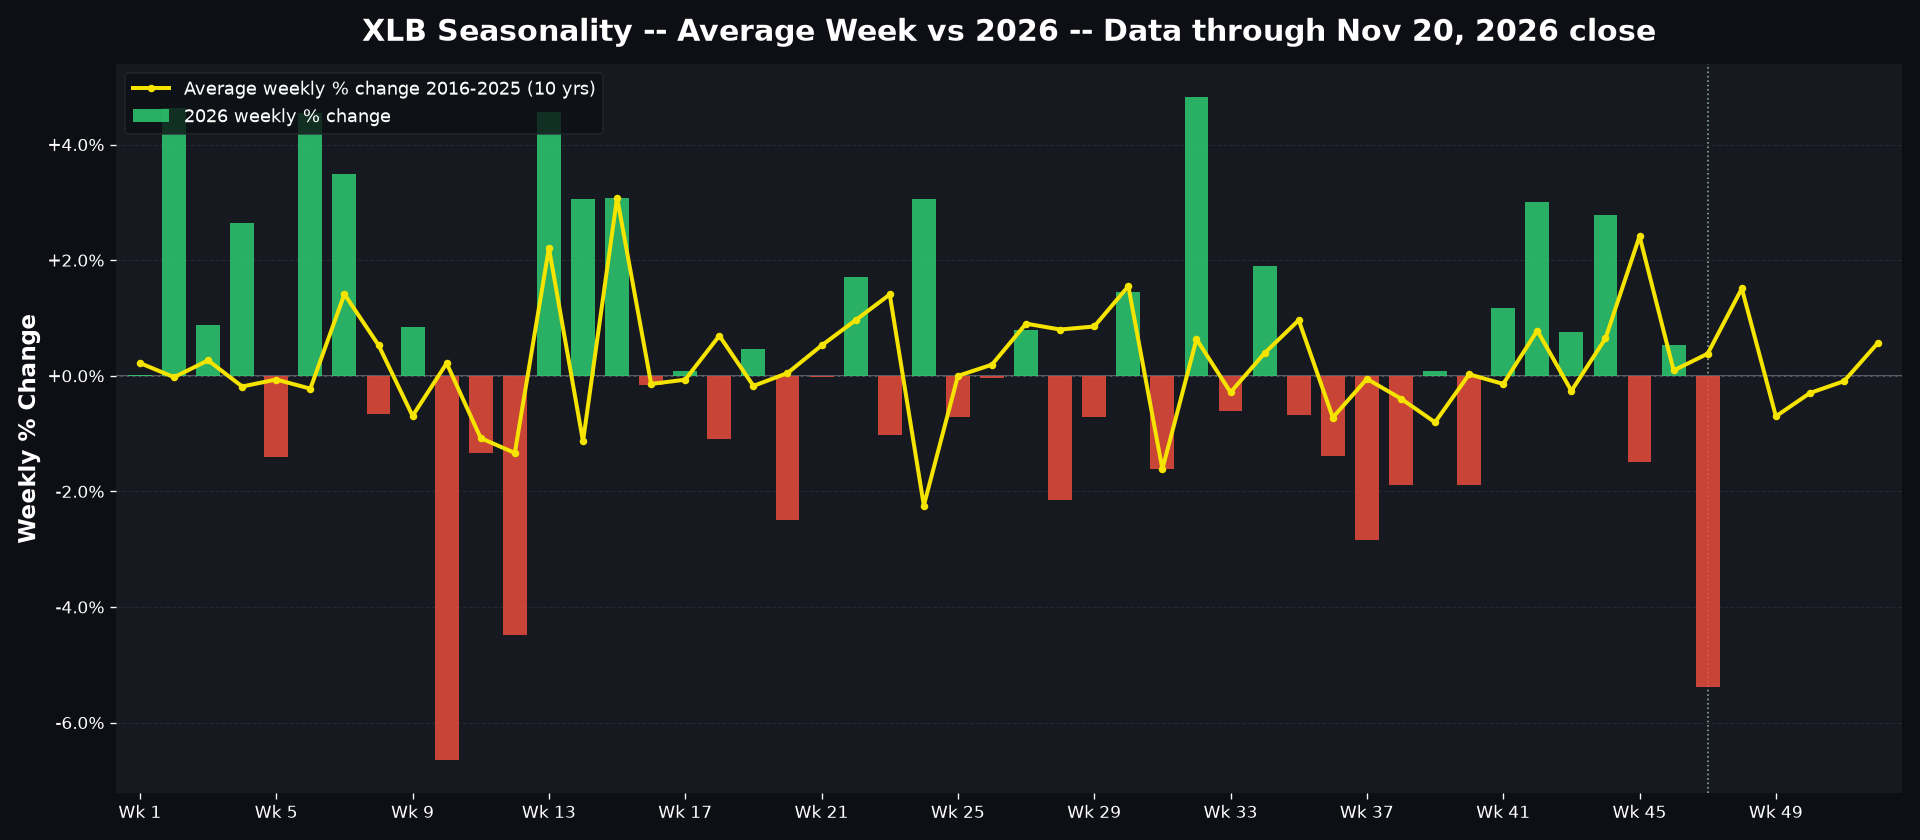 XLB Seasonality -- Average Week vs 2026 -- Data through Nov 20, 2026 close
Average weekly % change 2016-2025 (10 yrs)
2026 weekly % change
Weekly % Change
+4.0%
+2.0%
+0.0%
-2.0%
-4.0%
-6.0%
Wk 1 Wk 5 Wk 9 Wk 13 Wk 17 Wk 21 Wk 25 Wk 29 Wk 33 Wk 37 Wk 41 Wk 45 Wk 49